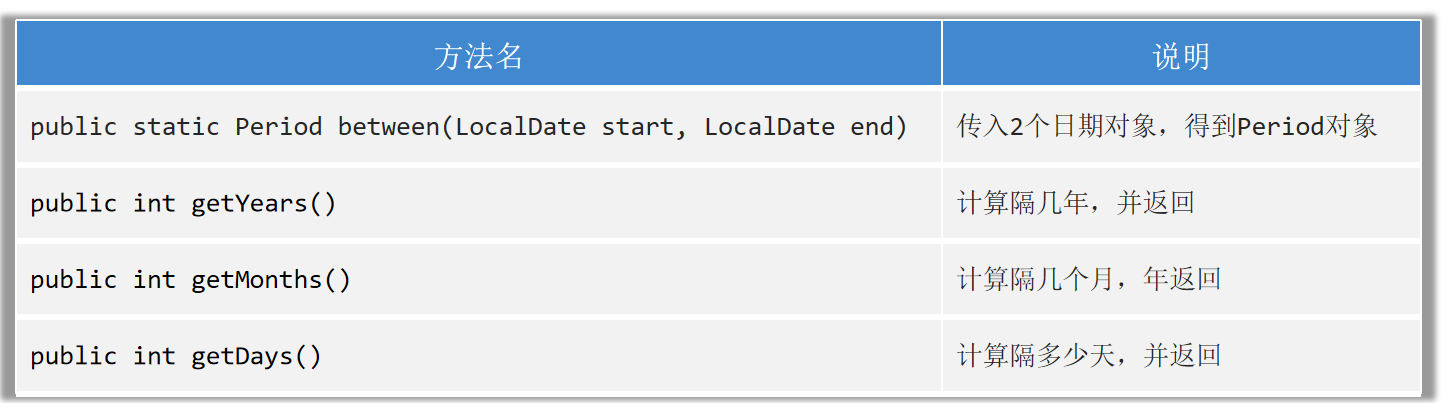 方法名 说明
public static Period between(LocalDate start, LocalDate end) 传入2个日期对象，得到Period对象
public int getYears() 计算隔几年，并返回
public int getMonths() 计算隔几个月，年返回
public int getDays() 计算隔多少天，并返回